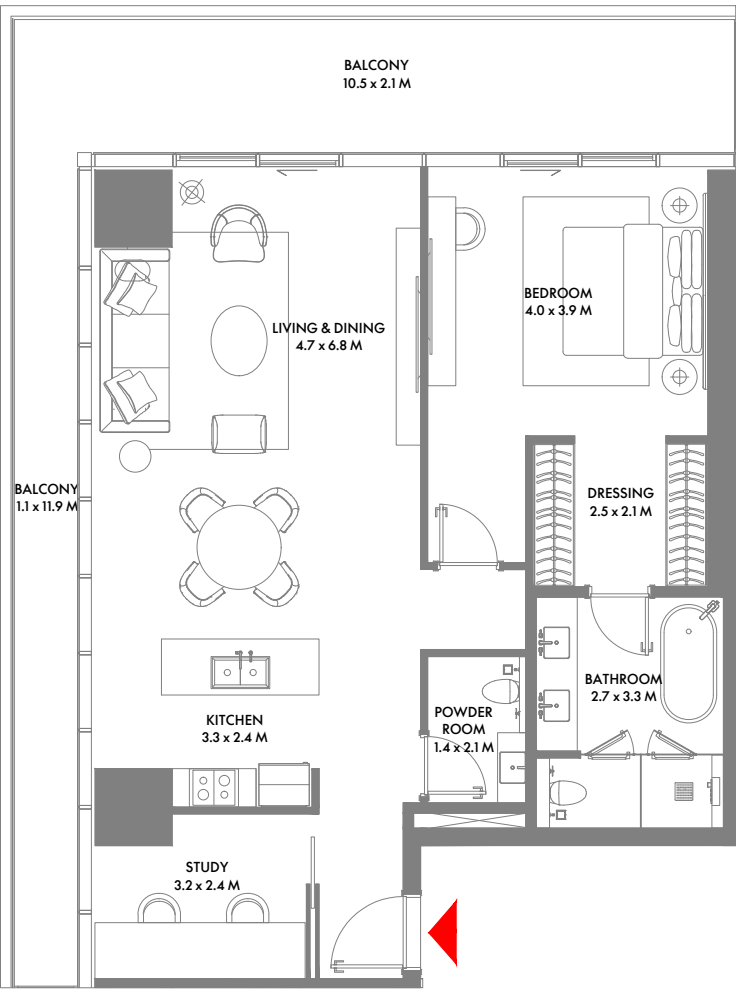 BALCONY
10.5 x 2.1 M
BEDROOM
4.0 x 3.9 M
LIVING & DINING
4.7 x 6.8 M
BALCONY
1.1 x 11.9 M
DRESSING
2.5 x 2.1 M
BATHROOM
2.7 x 3.3 M
POWDER
ROOM
1.4 x 2.1 M
KITCHEN
3.3 x 2.4 M
STUDY
3.2 x 2.4 M